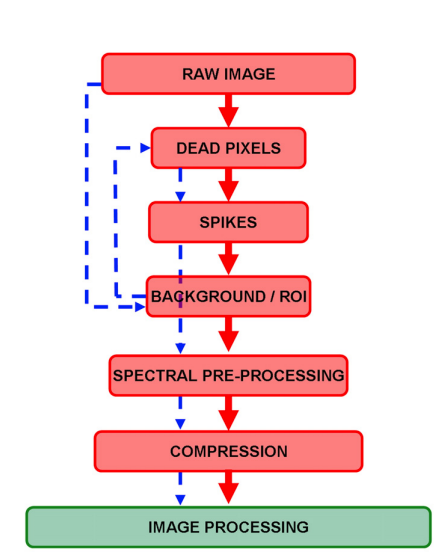 RAW IMAGE
DEAD PIXELS
SPIKES
BACKGROUND / ROI
SPECTRAL PRE-PROCESSING
COMPRESSION
IMAGE PROCESSING